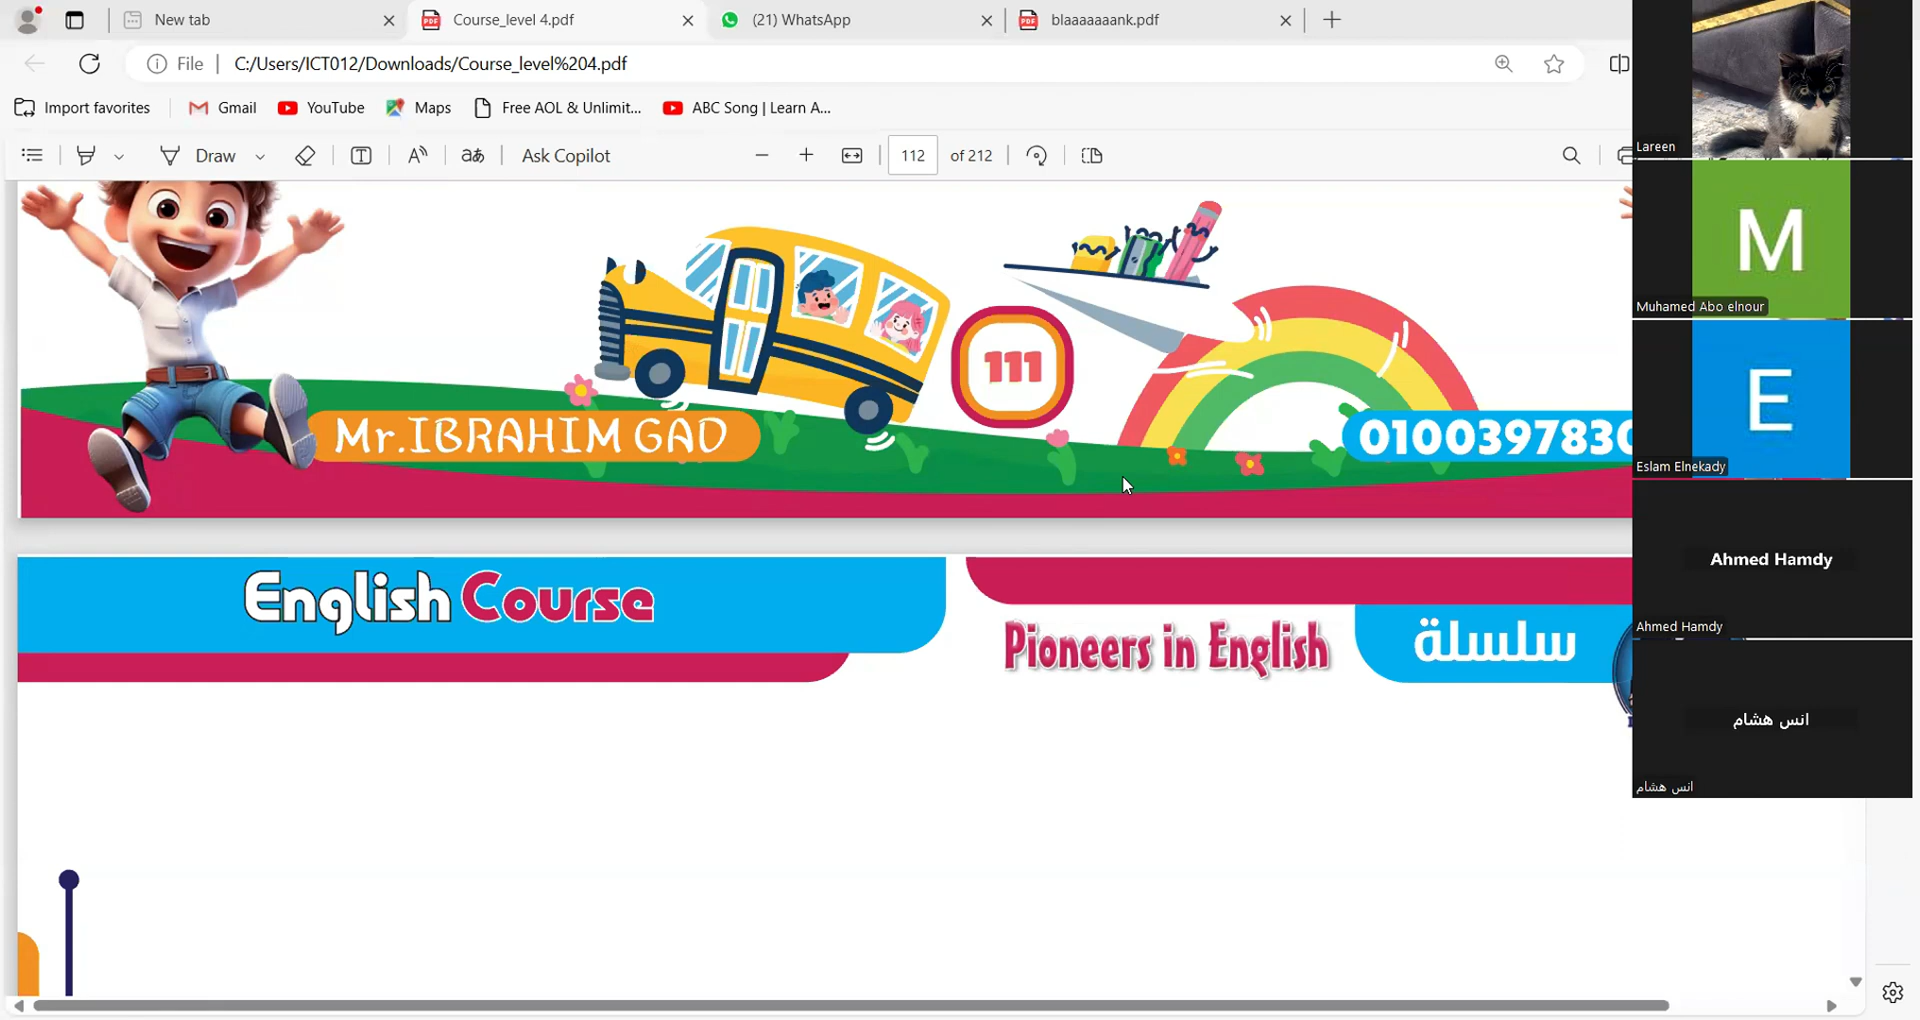 New tab
Course_level 4.pdf
(21) WhatsApp
blaaaaaaank.pdf
File
C:/Users/ICT012/Downloads/Course_level%204.pdf
Import favorites
Gmail
YouTube
Maps
Free AOL & Unlimit...
ABC Song | Learn A...
Draw
Ask Copilot
112
of 212
111
Mr.IBRAHIM GAD
0100397830
English Course
Pioneers in English
سلسلة
Lareen
M
Muhamed Abo elnour
E
Eslam Elnekady
Ahmed Hamdy
Ahmed Hamdy
انس هشام
انس هشام